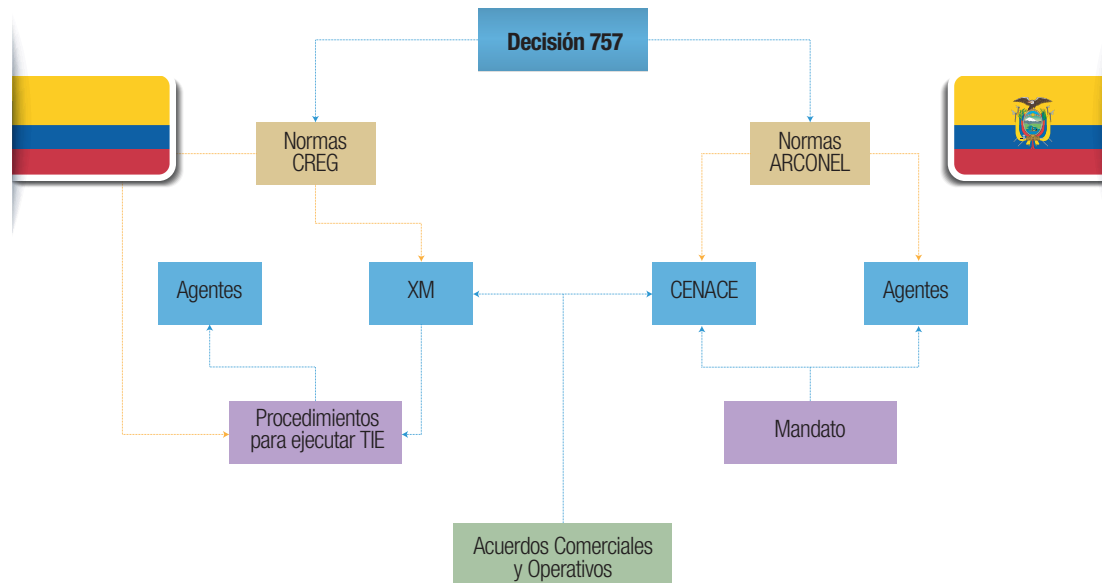 Decisión 757
Normas
CREG
Normas
ARCONEL
Agentes
XM
CENACE
Agentes
Procedimientos
para ejecutar TIE
Mandato
Acuerdos Comerciales
y Operativos